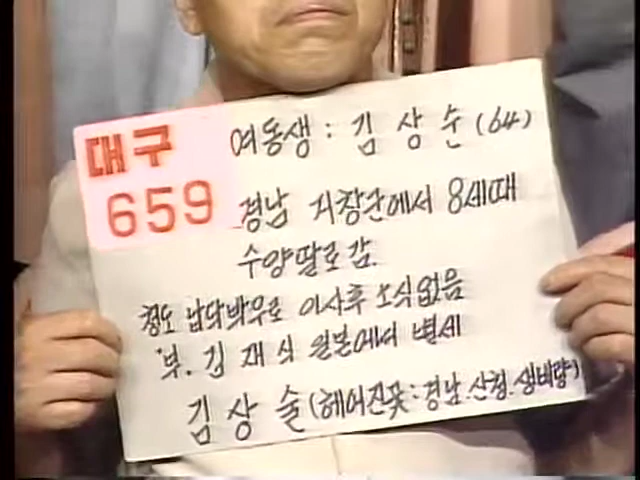 대구
659
여동생 : 김 상 순 (64)
경남 거창군에서 8세때
수양딸로 감.
청도 납닥바우로 이사후 소식없음
부. 김 재 식 일본에서 별세
김 상 술 (헤어진곳 : 경남. 산청. 생비량)